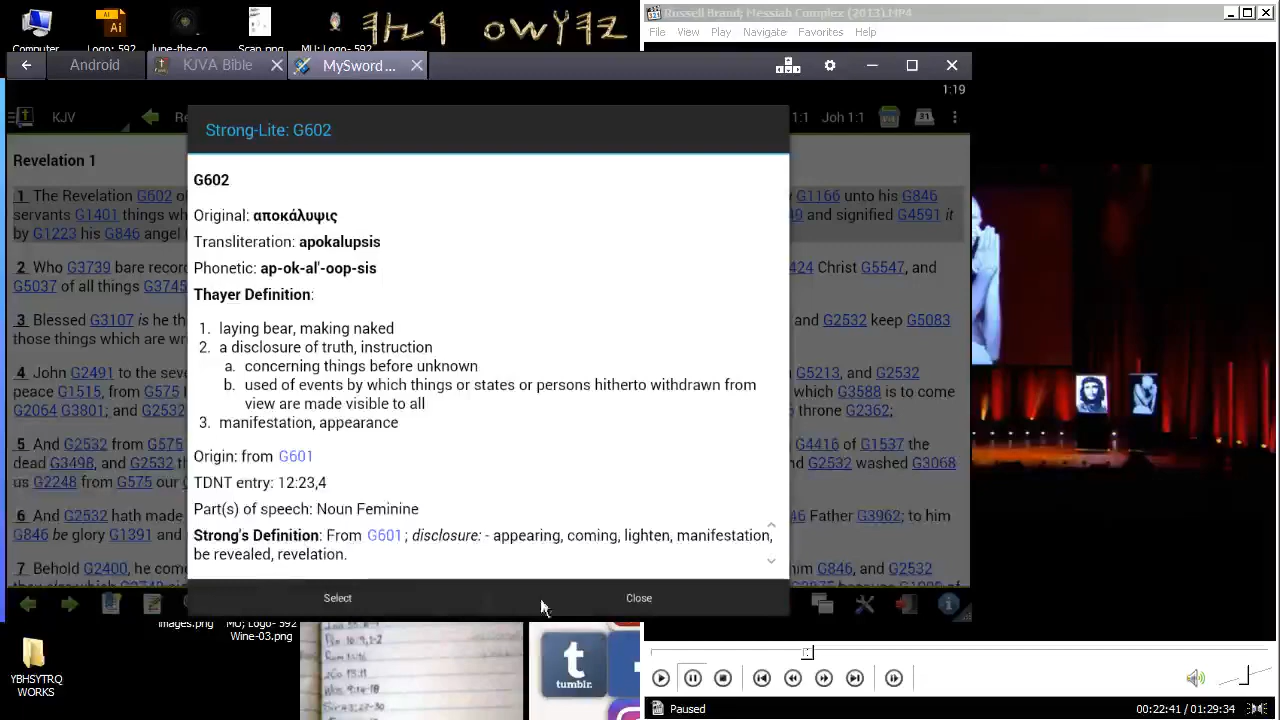 Computer
Scan.png
MU; Logo- 592
Russell Brand; Messiah Complex (2013).MP4
File View Play Navigate Favorites Help
Android
KJVA Bible
MySword ...
1:19
KJV
1:1
Joh 1:1
31
Strong-Lite: G602
Revelation 1
1 The Revelation G602
G1166 unto his G846
servants G1401 things
and signified G4591 it
by G1223 his G846 angel
2 Who G3739 bare
Christ G5547, and
G5037 of all things G3745
3 Blessed G3107 is he
and G2532 keep G5083
those things which are
4 John G2491 to the
G5213, and G2532
peace G1515, from G575
which G3588 is to come
G2064 G3801; and G2532
throne G2362;
5 And G2532 from G575
G4416 of G1537 the
dead G3498, and G2532
and G2532 washed G3068
us G2248 from G575 our
6 And G2532 hath made
Father G3962; to him
G846 be glory G1391 and
7 Behold G2400, he
him G846, and G2532
G602
Original: αποκάλυψις
Transliteration: apokalupsis
Phonetic: ap-ok-al'-oop-sis
Thayer Definition:
1. laying bear, making naked
2. a disclosure of truth, instruction
a. concerning things before unknown
b. used of events by which things or states or persons hitherto withdrawn from
view are made visible to all
3. manifestation, appearance
Origin: from G601
TDNT entry: 12:23,4
Part(s) of speech: Noun Feminine
Strong's Definition: From G601; disclosure: - appearing, coming, lighten, manifestation,
be revealed, revelation.
Select
Close
images.png
MU; Logo- 592
Wine-03.png
YBHSYTRQ
WORKS
t
tumblr.
Paused
00:22:41 / 01:29:34